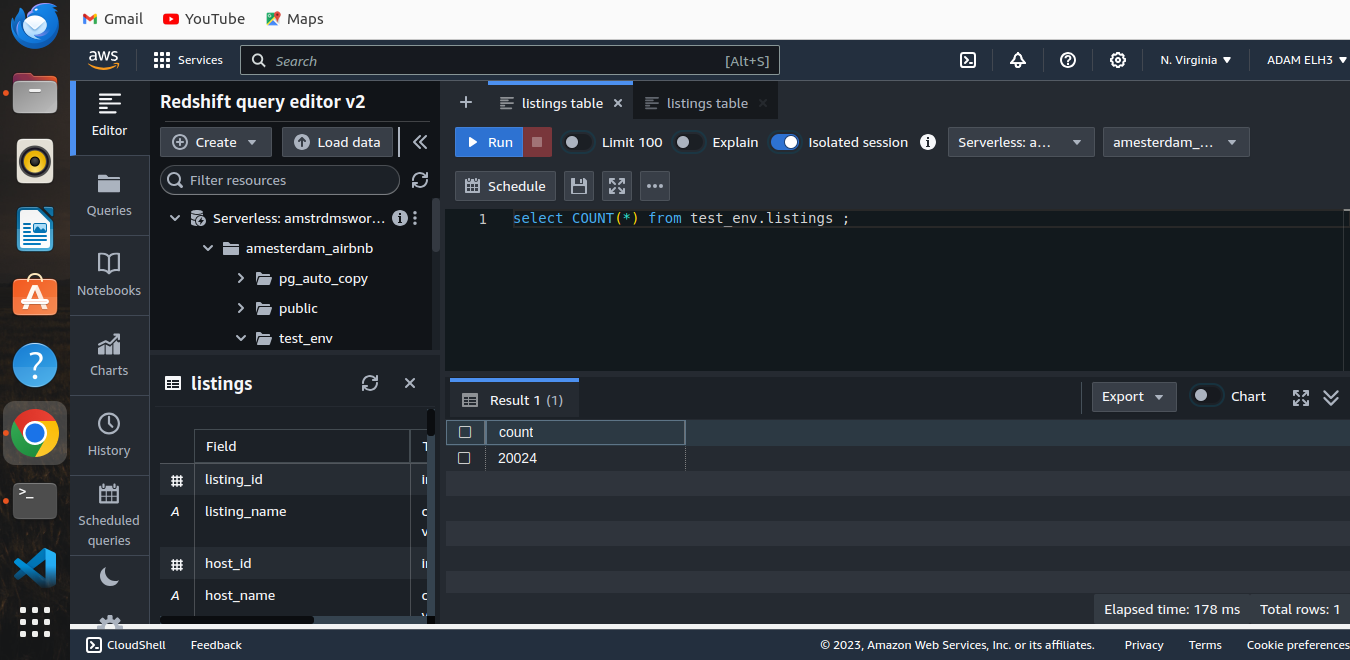 Gmail YouTube Maps
aws Services Search [Alt+S] N. Virginia ADAM ELH3
Editor
Queries
Notebooks
Charts
History
Scheduled
queries
Redshift query editor v2
Create Load data
Filter resources
Serverless: amstrdmswor...
amesterdam_airbnb
pg_auto_copy
public
test_env
listings
Field
listing_id
listing_name
host_id
host_name
listings table listings table
Run Limit 100 Explain Isolated session Serverless: a... amesterdam_...
Schedule
1 select COUNT(*) from test_env.listings ;
Result 1 (1) Export Chart
count
20024
Elapsed time: 178 ms Total rows: 1
CloudShell Feedback © 2023, Amazon Web Services, Inc. or its affiliates. Privacy Terms Cookie preferences